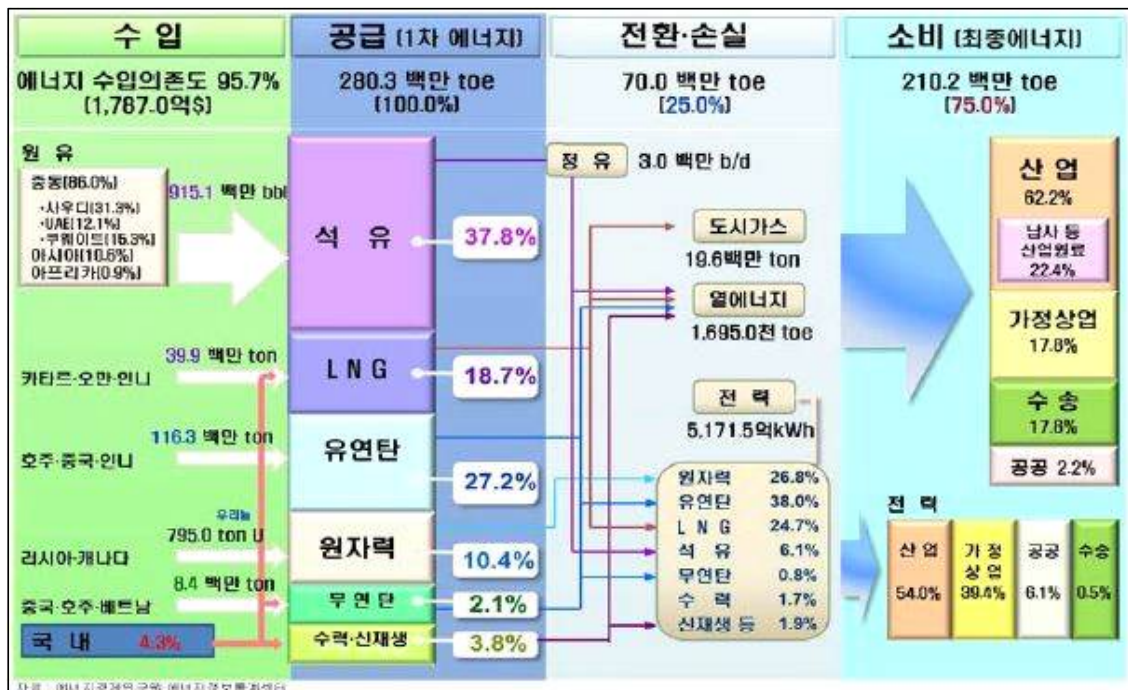 수 입
에너지 수입의존도 95.7%
(1,787.0억$)
원 유
중동(86.0%)
•사우디(31.3%)
•UAE(12.1%)
•쿠웨이트(15.3%)
아시아(10.6%)
아프리카(0.9%)
915.1 백만 bbl
39.9 백만 ton
카타르·오만·인니
116.3 백만 ton
호주·중국·인니
우라늄
795.0 ton U
러시아·캐나다
8.4 백만 ton
중국·호주·베트남
국 내 4.3%
공급 (1차 에너지)
280.3 백만 toe
(100.0%)
석 유 37.8%
L N G 18.7%
유연탄 27.2%
원자력 10.4%
무 연 탄 2.1%
수력·신재생 3.8%
전환·손실
70.0 백만 toe
(25.0%)
정 유 3.0 백만 b/d
도시가스
19.6백만 ton
열에너지
1,695.0천 toe
전 력
5,171.5억kWh
원자력 26.8%
유연탄 38.0%
L N G 24.7%
석 유 6.1%
무연탄 0.8%
수 력 1.7%
신재생 등 1.9%
소비 (최종에너지)
210.2 백만 toe
(75.0%)
산 업
62.2%
납사 등
산업원료
22.4%
가정상업
17.8%
수 송
17.8%
공공 2.2%
전 력
산 업
54.0%
가 정
상 업
39.4%
공공
6.1%
수송
0.5%